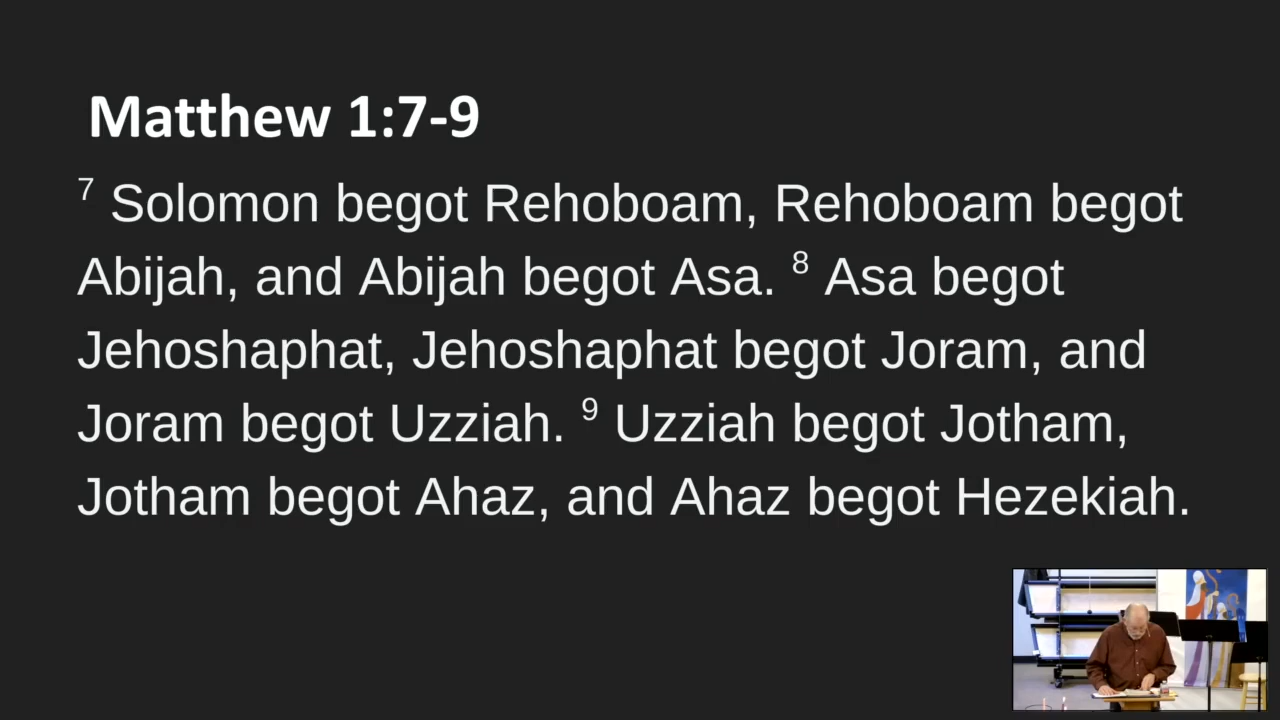 Matthew 1:7-9
7 Solomon begot Rehoboam, Rehoboam begot
Abijah, and Abijah begot Asa. 8 Asa begot
Jehoshaphat, Jehoshaphat begot Joram, and
Joram begot Uzziah. 9 Uzziah begot Jotham,
Jotham begot Ahaz, and Ahaz begot Hezekiah.